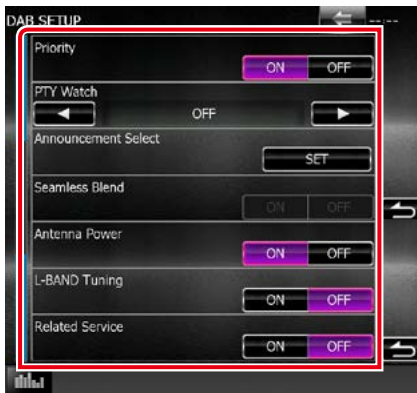 DAB SETUP --:--
Priority
ON OFF
PTY Watch
OFF
Announcement Select
SET
Seamless Blend
ON OFF
Antenna Power
ON OFF
L-BAND Tuning
ON OFF
Related Service
ON OFF